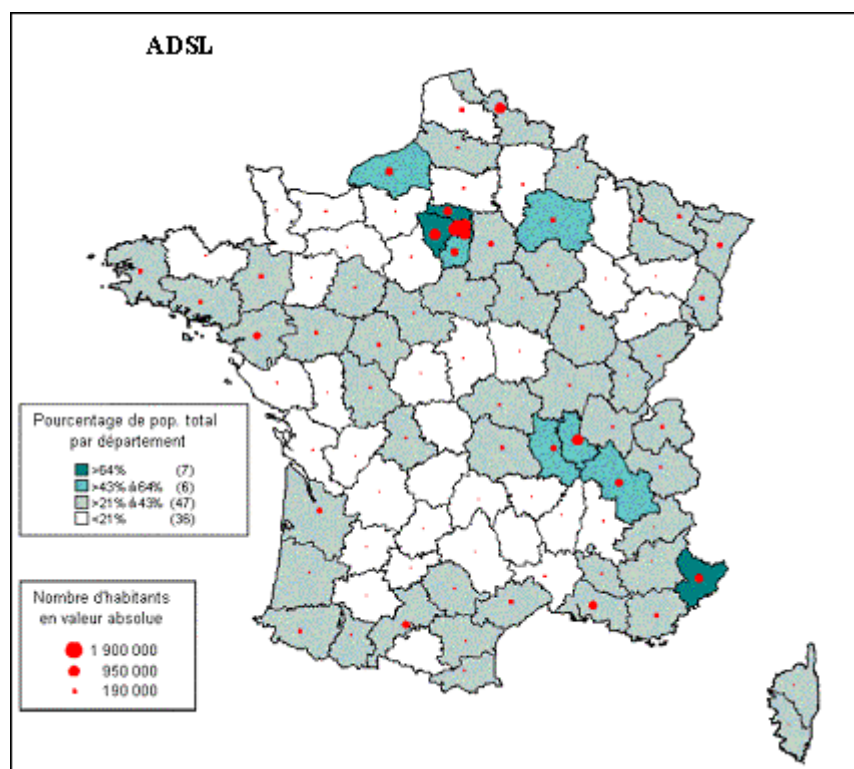 ADSL
Pourcentage de pop. total
par département
>64% (7)
>43% à 64% (6)
>21% à 43% (47)
<21% (36)
Nombre d'habitants
en valeur absolue
1 900 000
950 000
190 000